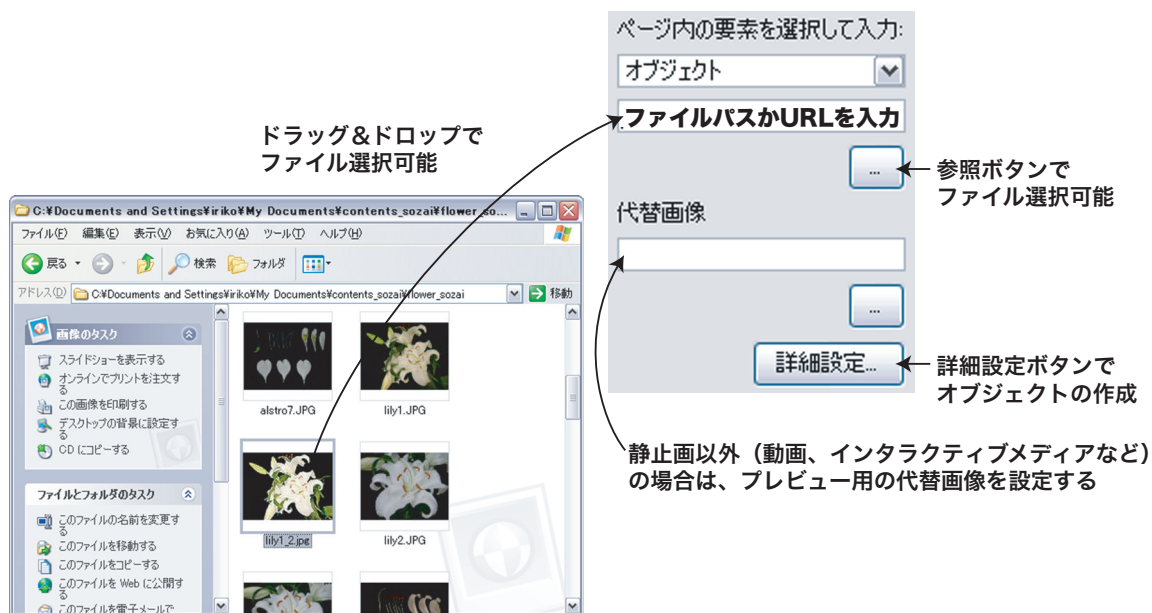 ページ内の要素を選択して入力:
オブジェクト
ファイルパスかURLを入力
...
参照ボタンで
ファイル選択可能
代替画像
...
詳細設定...
詳細設定ボタンで
オブジェクトの作成
静止画以外（動画、インタラクティブメディアなど）
の場合は、プレビュー用の代替画像を設定する
ドラッグ＆ドロップで
ファイル選択可能
C:¥Documents and Settings¥iriko¥My Documents¥contents_sozai¥flower_so...
ファイル(F) 編集(E) 表示(V) お気に入り(A) ツール(T) ヘルプ(H)
戻る 検索 フォルダ
アドレス(D) C:¥Documents and Settings¥iriko¥My Documents¥contents_sozai¥flower_sozai 移動
画像のタスク
スライドショーを表示する
オンラインでプリントを注文す
る
この画像を印刷する
デスクトップの背景に設定す
る
CD にコピーする
ファイルとフォルダのタスク
このファイルの名前を変更す
る
このファイルを移動する
このファイルをコピーする
このファイルを Web に公開す
る
このファイルを電子メールで
alstro7.JPG
lily1.JPG
lily1_2.jpg
lily2.JPG